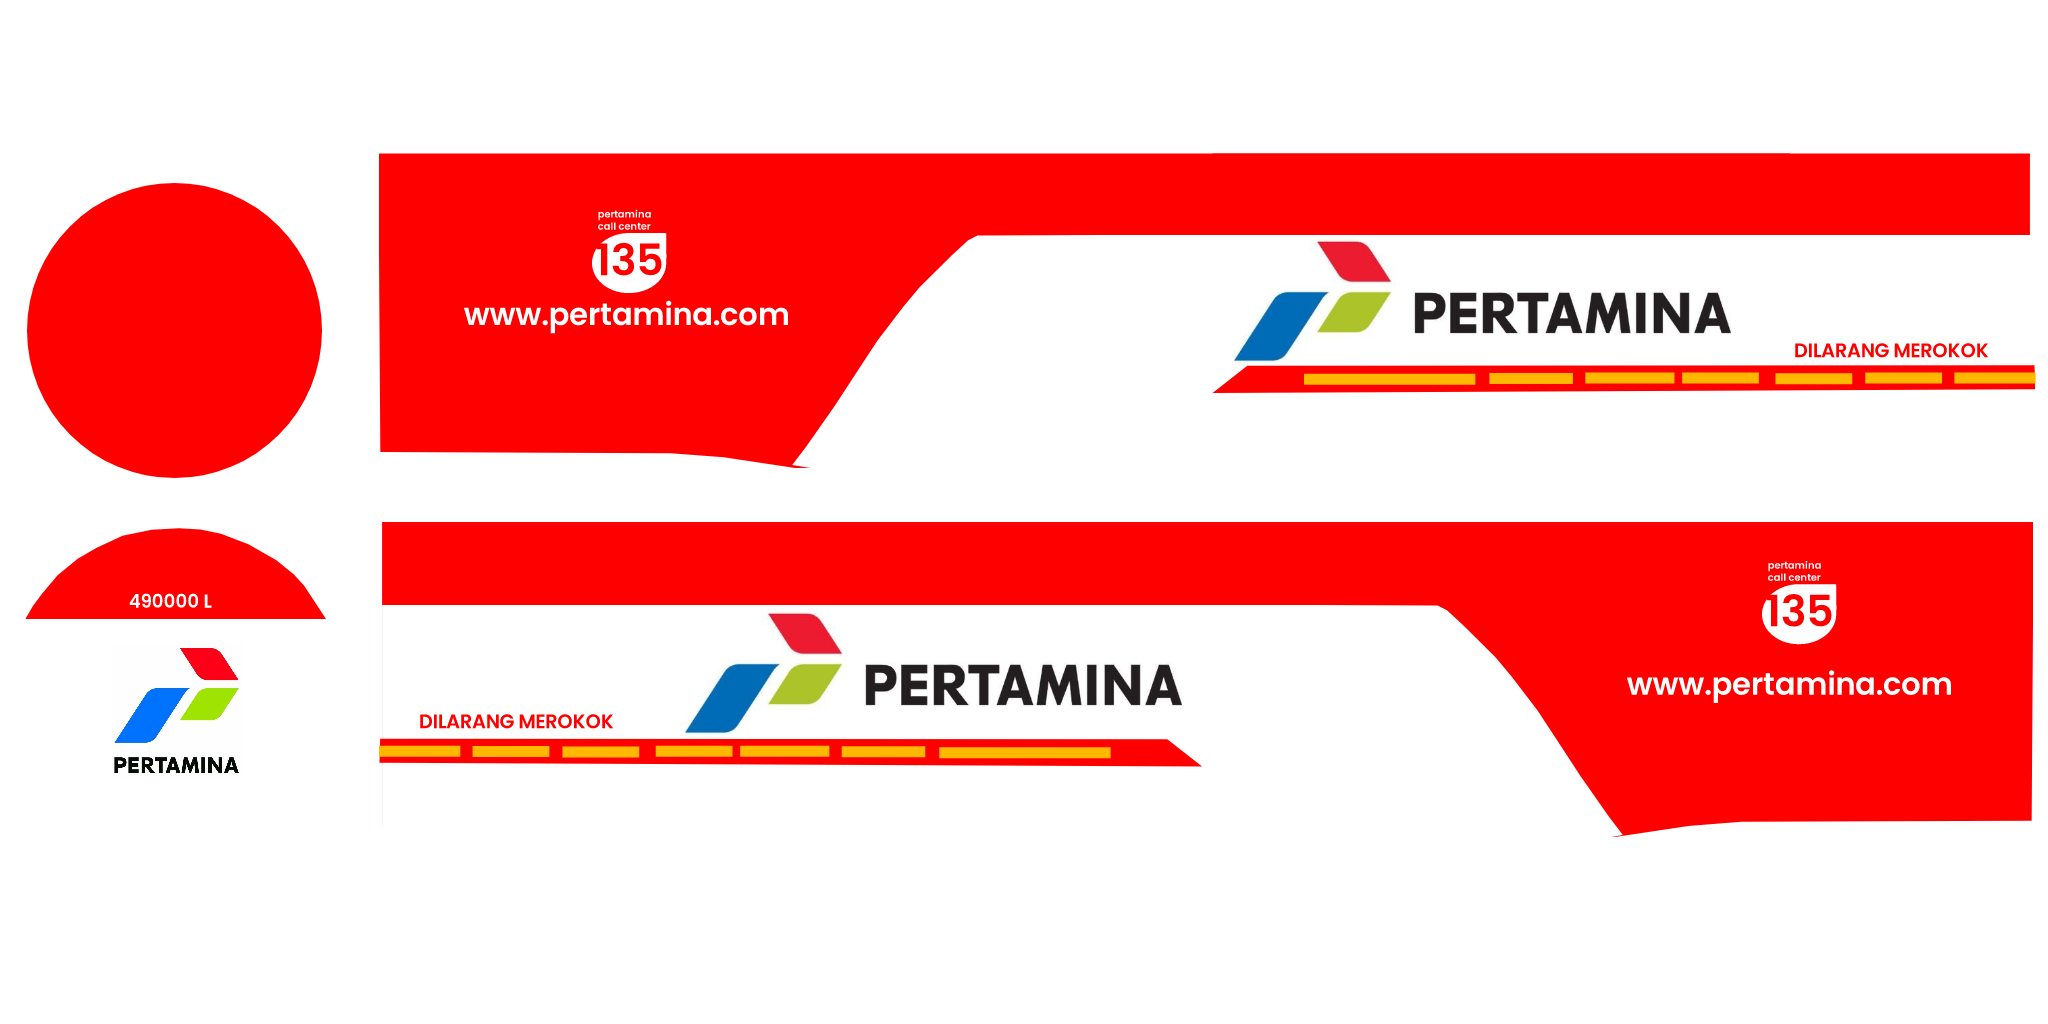 pertamina
call center
135
www.pertamina.com
PERTAMINA
DILARANG MEROKOK
490000 L
PERTAMINA
pertamina
call center
135
www.pertamina.com
PERTAMINA
DILARANG MEROKOK